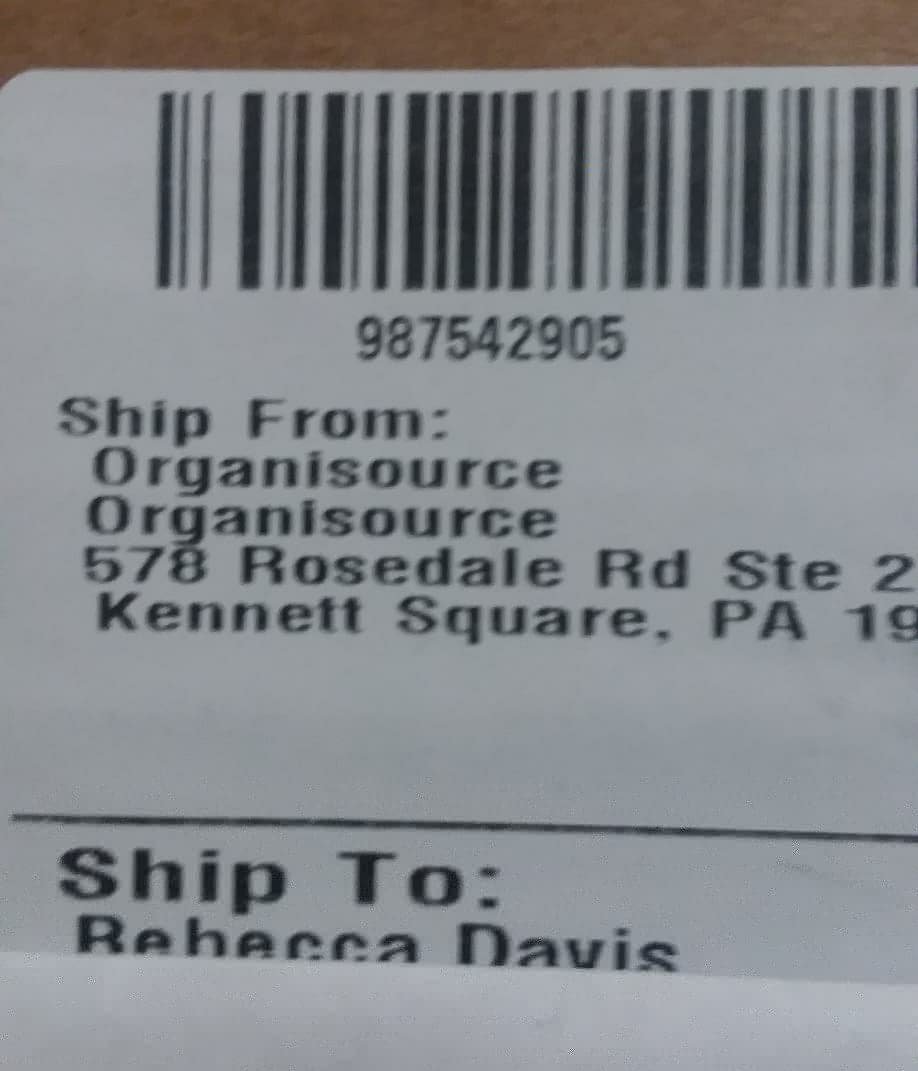 987542905
Ship From:
Organisource
Organisource
578 Rosedale Rd Ste 2
Kennett Square, PA 19
Ship To:
Rebecca Davis